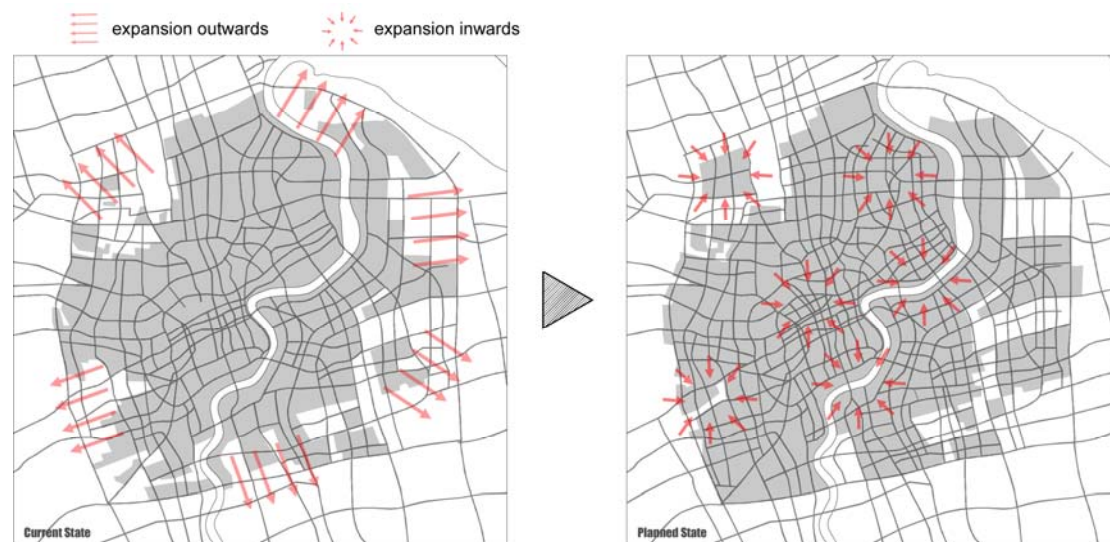 expansion outwards
expansion inwards
Current State
Planned State